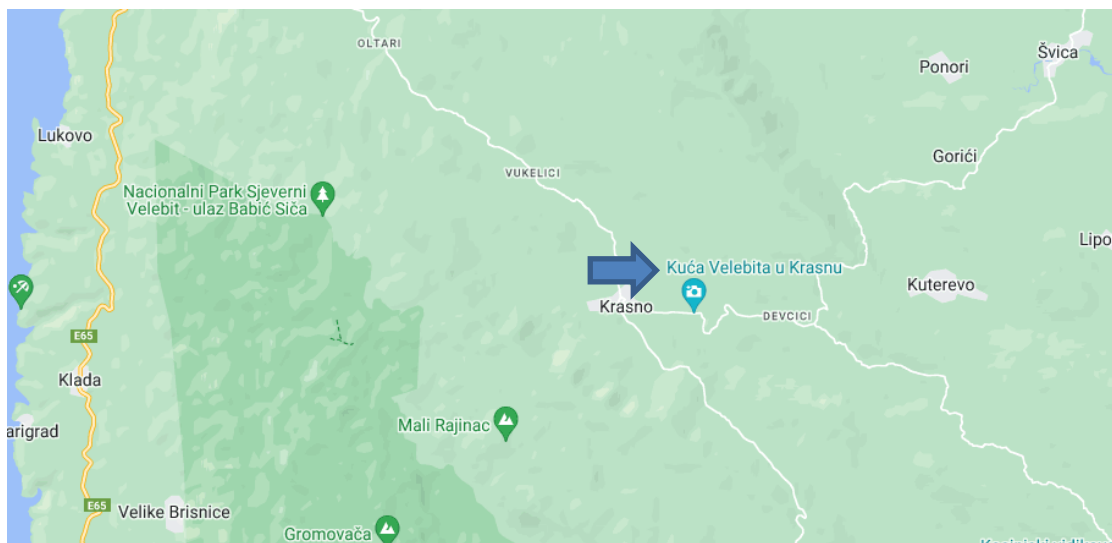 OLTARI
Švica
Ponori
Lukovo
Gorići
VUKELICI
Nacionalni Park Sjeverni
Velebit - ulaz Babić Siča
Lipo
Kuća Velebita u Krasnu
Kuterevo
Krasno
DEVCICI
E65
Klada
Mali Rajinac
arigrad
E65
Velike Brisnice
Gromovača